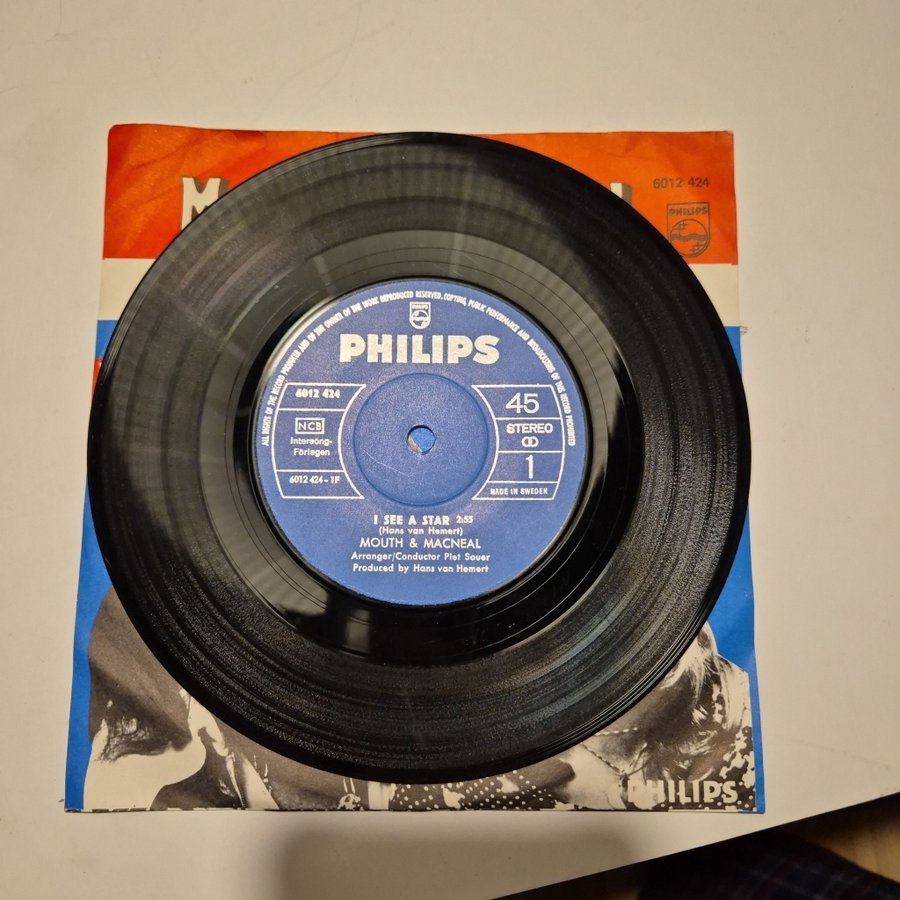 M
6012 424
PHILIPS
ALL RIGHTS OF THE RECORD PRODUCER AND OF THE OWNER OF THE WORK REPRODUCED RESERVED. COPYING, PUBLIC PERFORMANCE AND BROADCASTING OF THIS RECORD PROHIBITED
PHILIPS
PHILIPS
6012 424
NCB
Intersong-
Förlagen
6012 424 - 1F
45
STEREO
1
MADE IN SWEDEN
I SEE A STAR 2:55
(Hans van Hemert)
MOUTH & MACNEAL
Arranger/Conductor Piet Souer
Produced by Hans van Hemert
PHILIPS